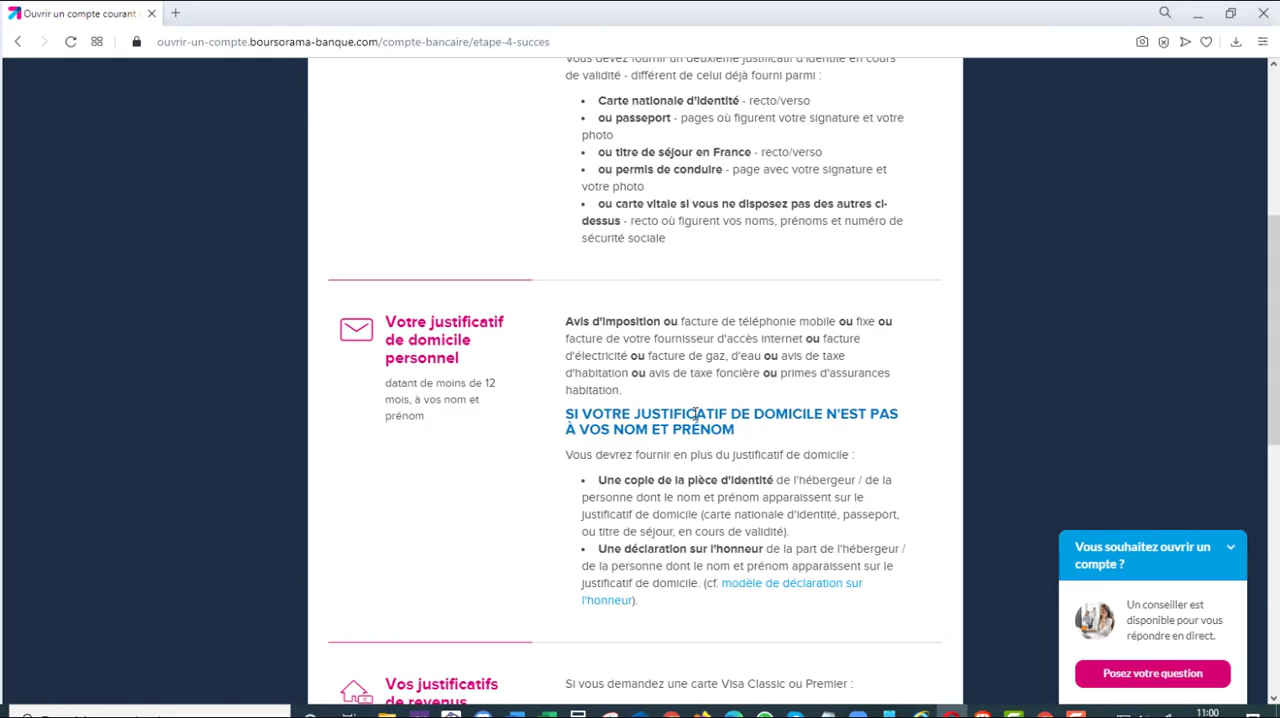 Ouvrir un compte courant
ouvrir-un-compte.boursorama-banque.com/compte-bancaire/etape-4-succes
Vous devez fournir un deuxième justificatif d'identité en cours
de validité - différent de celui déjà fourni parmi :
• Carte nationale d'identité - recto/verso
• ou passeport - pages où figurent votre signature et votre
photo
• ou titre de séjour en France - recto/verso
• ou permis de conduire - page avec votre signature et
votre photo
• ou carte vitale si vous ne disposez pas des autres ci-
dessus - recto où figurent vos noms, prénoms et numéro de
sécurité sociale
Votre justificatif
de domicile
personnel
datant de moins de 12
mois, à vos nom et
prénom
Avis d'imposition ou facture de téléphonie mobile ou fixe ou
facture de votre fournisseur d'accès internet ou facture
d'électricité ou facture de gaz, d'eau ou avis de taxe
d'habitation ou avis de taxe foncière ou primes d'assurances
habitation.
SI VOTRE JUSTIFICATIF DE DOMICILE N'EST PAS
À VOS NOM ET PRÉNOM
Vous devrez fournir en plus du justificatif de domicile :
• Une copie de la pièce d'identité de l'hébergeur / de la
personne dont le nom et prénom apparaissent sur le
justificatif de domicile (carte nationale d'identité, passeport,
ou titre de séjour, en cours de validité).
• Une déclaration sur l'honneur de la part de l'hébergeur /
de la personne dont le nom et prénom apparaissent sur le
justificatif de domicile. (cf. modèle de déclaration sur
l'honneur).
Vos justificatifs
de revenus
Si vous demandez une carte Visa Classic ou Premier :
Vous souhaitez ouvrir un
compte ?
Un conseiller est
disponible pour vous
répondre en direct.
Posez votre question
11:00